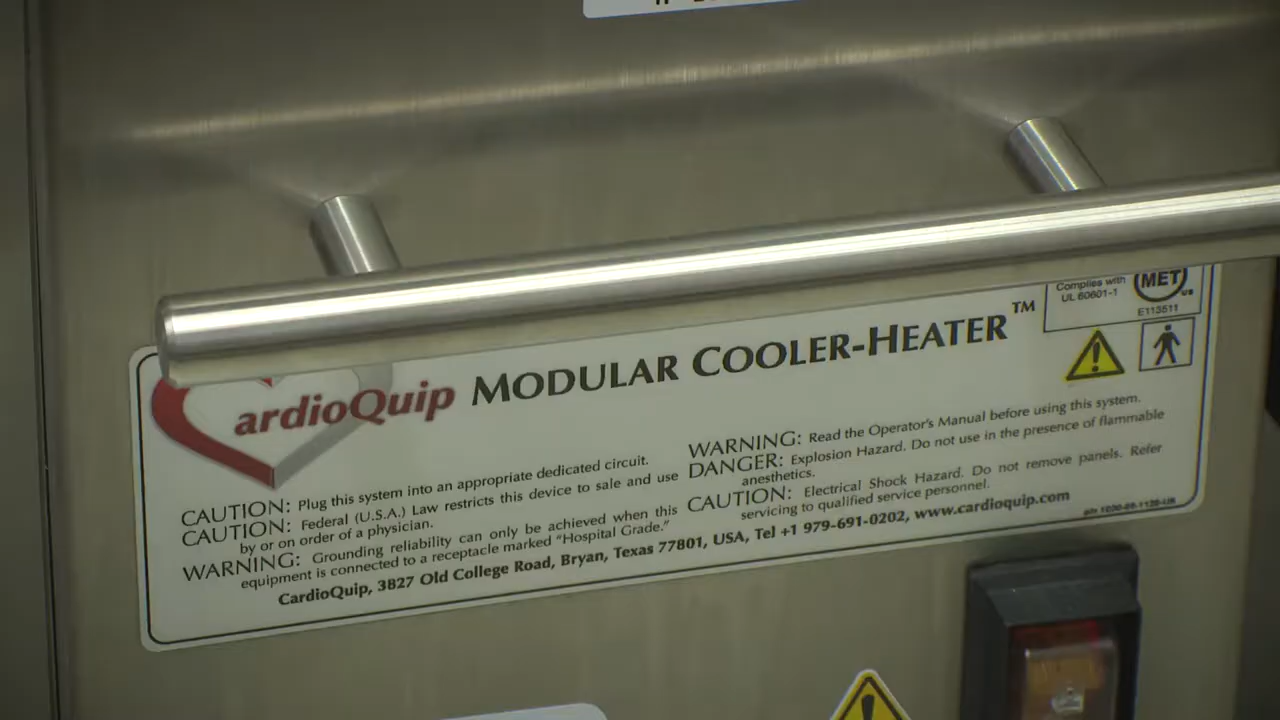 ardioQuip MODULAR COOLER-HEATER™
Complies with
UL 60601-1
MET
US
E113511
CAUTION: Plug this system into an appropriate dedicated circuit.
CAUTION: Federal (U.S.A.) Law restricts this device to sale and use
by or on order of a physician.
WARNING: Grounding reliability can only be achieved when this
equipment is connected to a receptacle marked "Hospital Grade."
WARNING: Read the Operator's Manual before using this system.
DANGER: Explosion Hazard. Do not use in the presence of flammable
anesthetics.
CAUTION: Electrical Shock Hazard. Do not remove panels. Refer
servicing to qualified service personnel.
CardioQuip, 3827 Old College Road, Bryan, Texas 77801, USA, Tel +1 979-691-0202, www.cardioquip.com